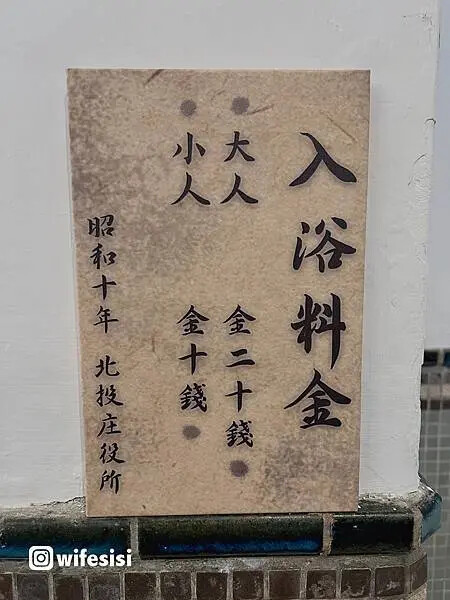 入浴料金
大人 金二十錢
小人 金十錢
昭和十年 北投庄役所
wifesisi